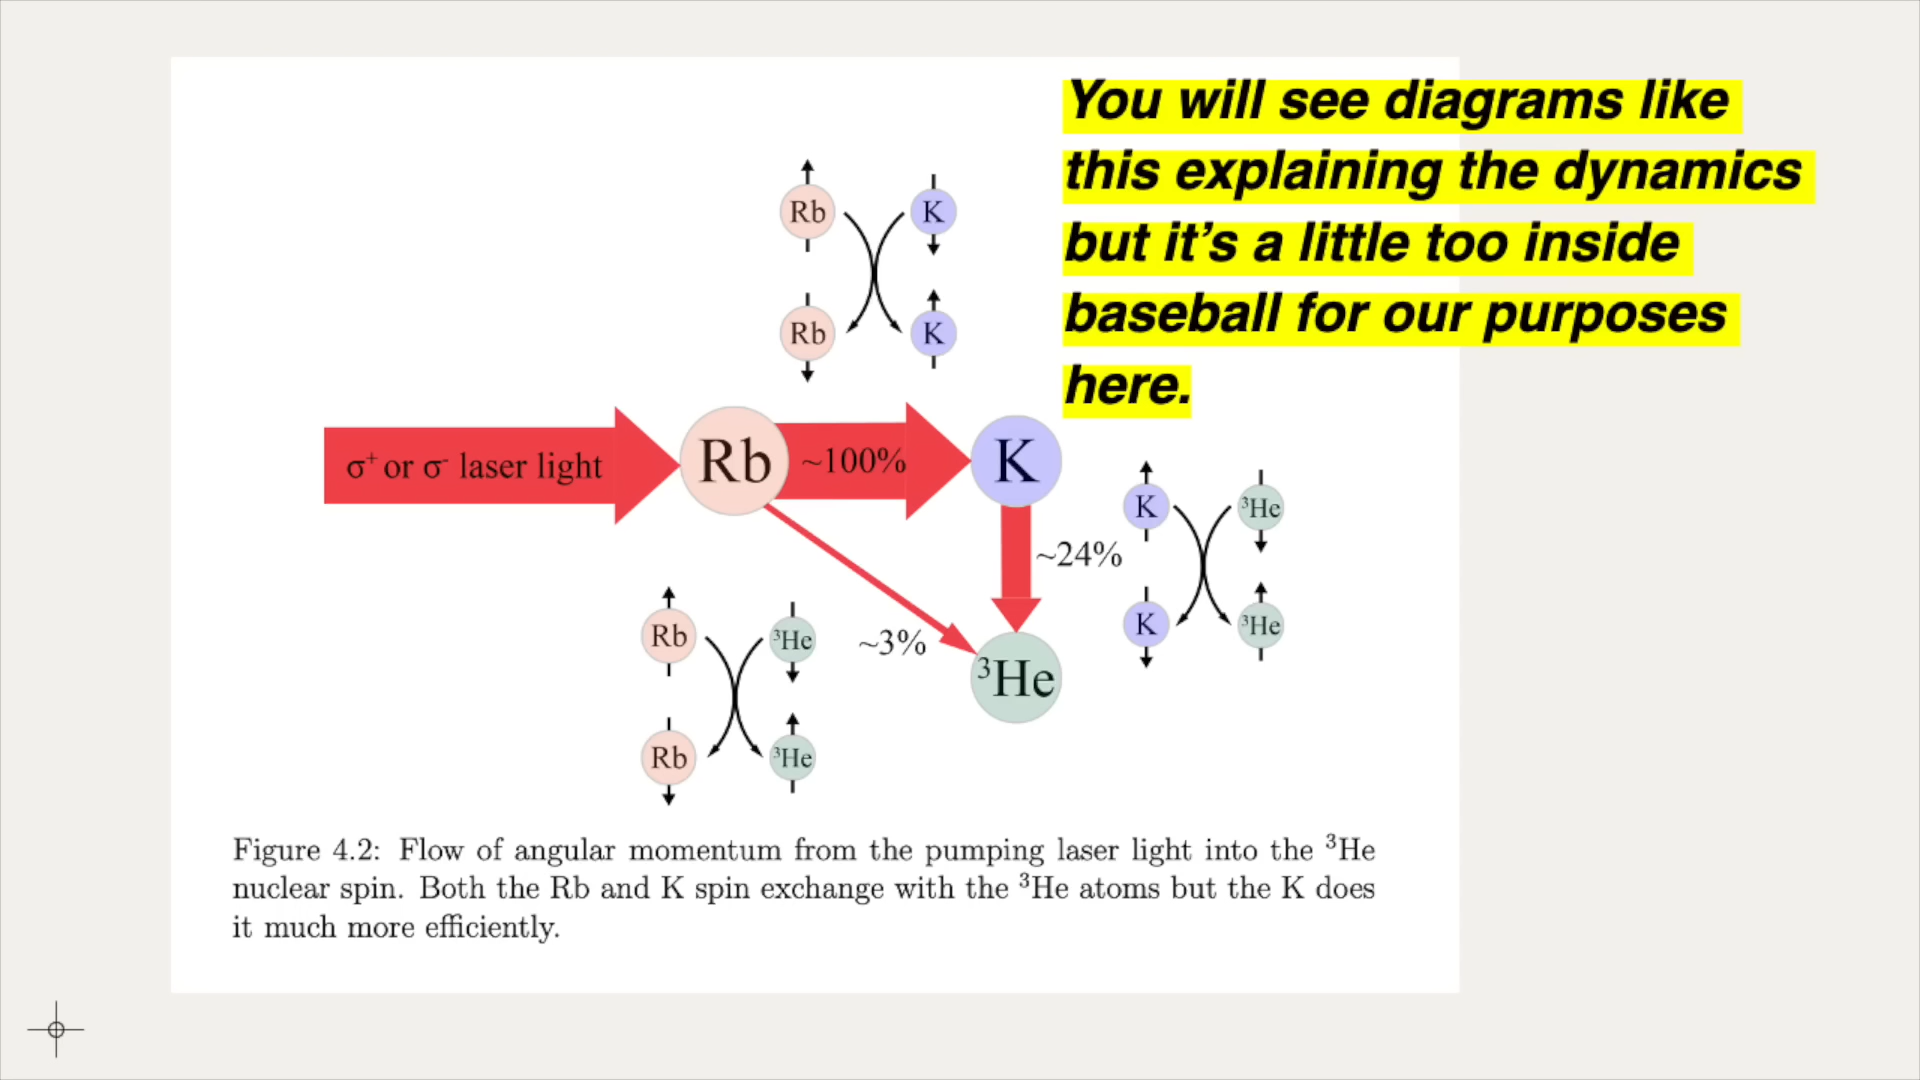 You will see diagrams like
this explaining the dynamics
but it’s a little too inside
baseball for our purposes
here.
Rb K
Rb K
σ⁺ or σ⁻ laser light
Rb
~100%
K
~24%
~3%
³He
K ³He
K ³He
Rb ³He
Rb ³He
Figure 4.2: Flow of angular momentum from the pumping laser light into the ³He
nuclear spin. Both the Rb and K spin exchange with the ³He atoms but the K does
it much more efficiently.